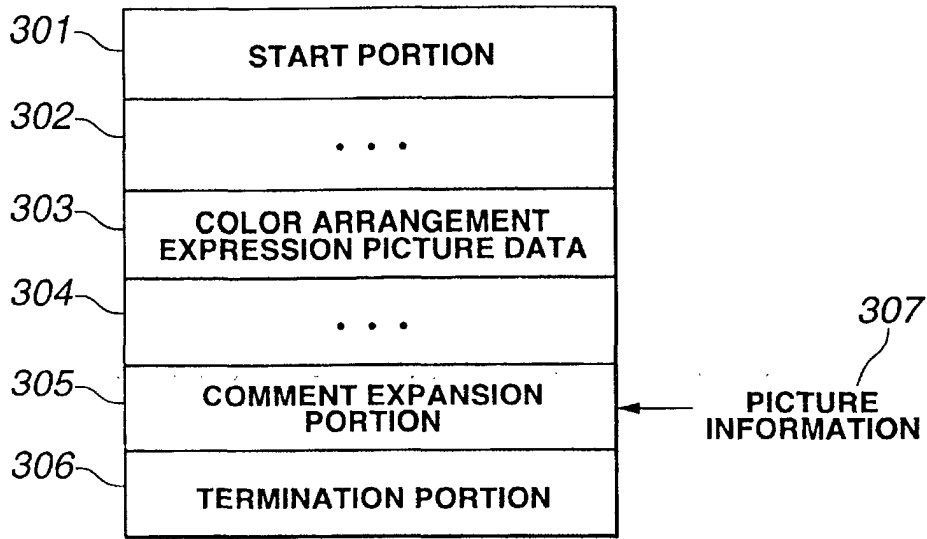 301
START PORTION
302
...
303
COLOR ARRANGEMENT
EXPRESSION PICTURE DATA
304
...
307
305
COMMENT EXPANSION
PORTION
PICTURE
INFORMATION
306
TERMINATION PORTION